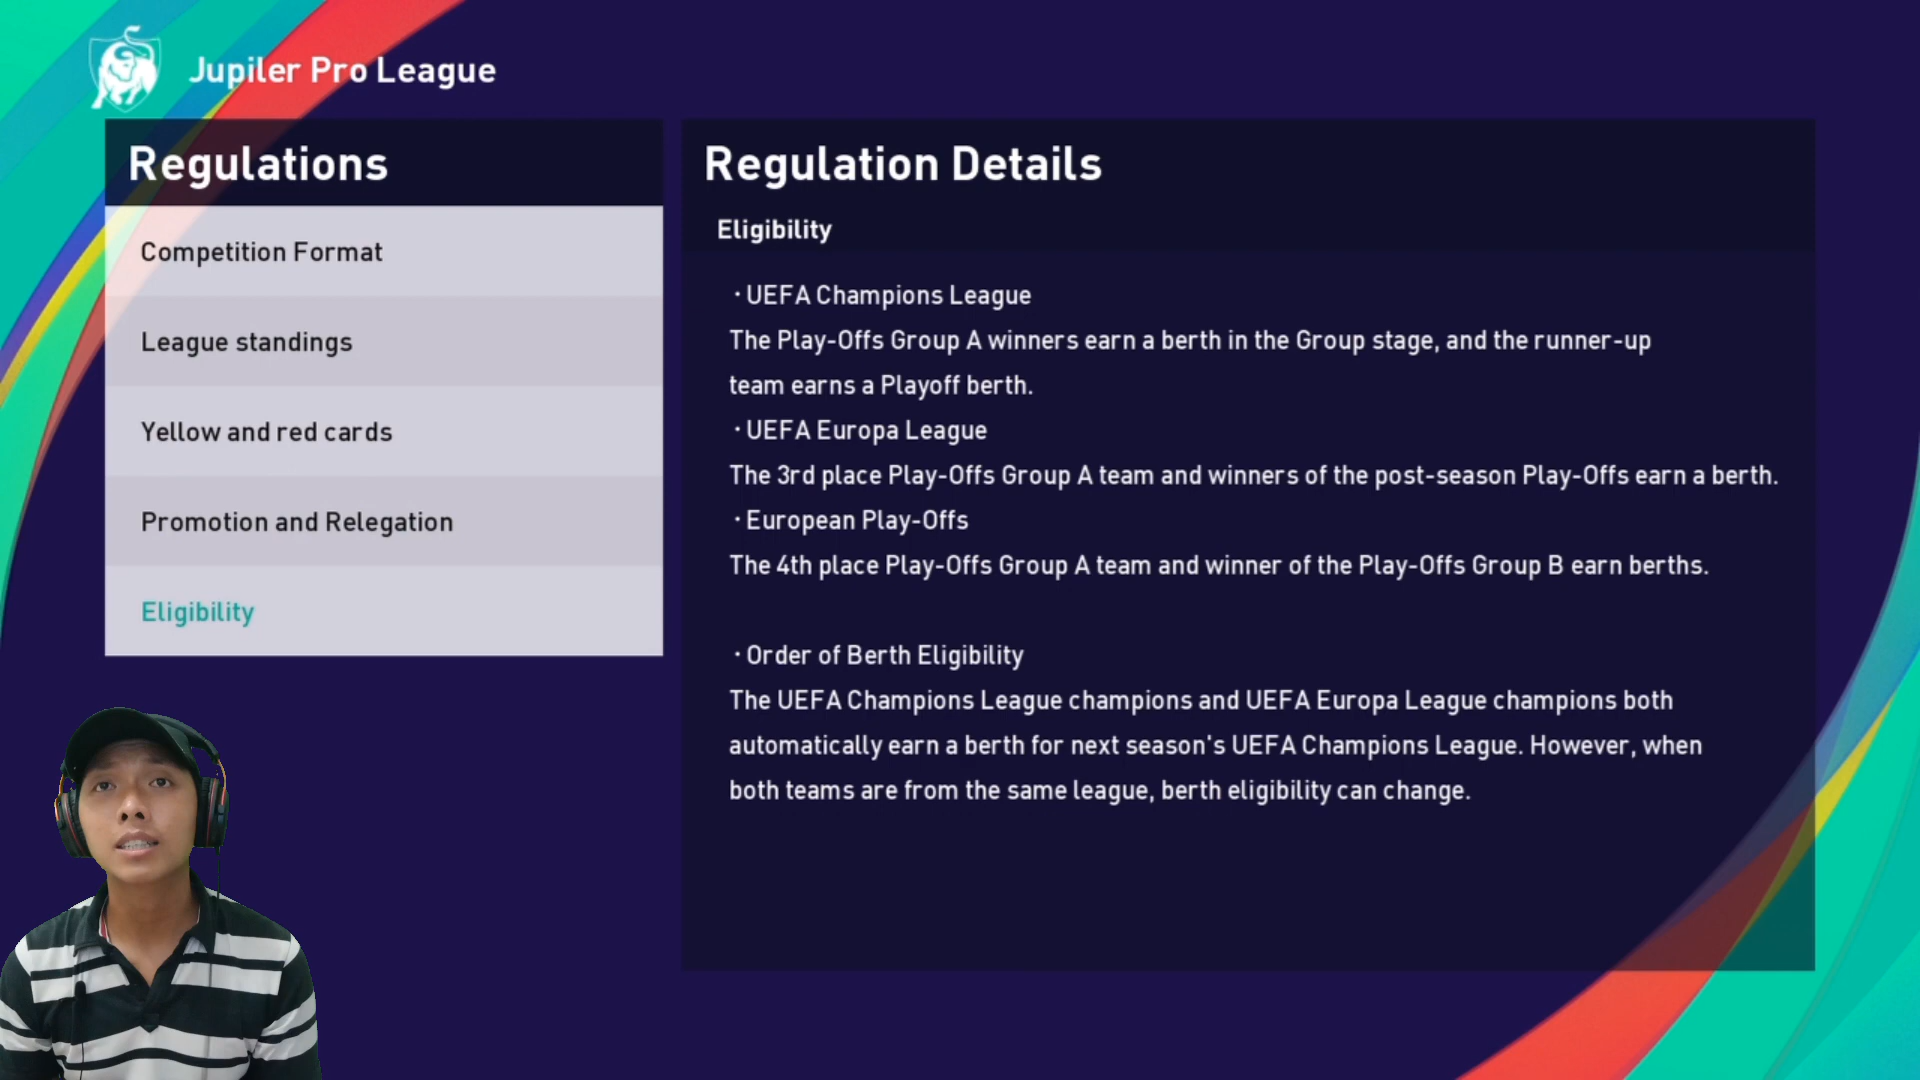 Jupiler Pro League
Regulations
Competition Format
League standings
Yellow and red cards
Promotion and Relegation
Eligibility
Regulation Details
Eligibility
・UEFA Champions League
The Play-Offs Group A winners earn a berth in the Group stage, and the runner-up
team earns a Playoff berth.
・UEFA Europa League
The 3rd place Play-Offs Group A team and winners of the post-season Play-Offs earn a berth.
・European Play-Offs
The 4th place Play-Offs Group A team and winner of the Play-Offs Group B earn berths.
・Order of Berth Eligibility
The UEFA Champions League champions and UEFA Europa League champions both
automatically earn a berth for next season's UEFA Champions League. However, when
both teams are from the same league, berth eligibility can change.